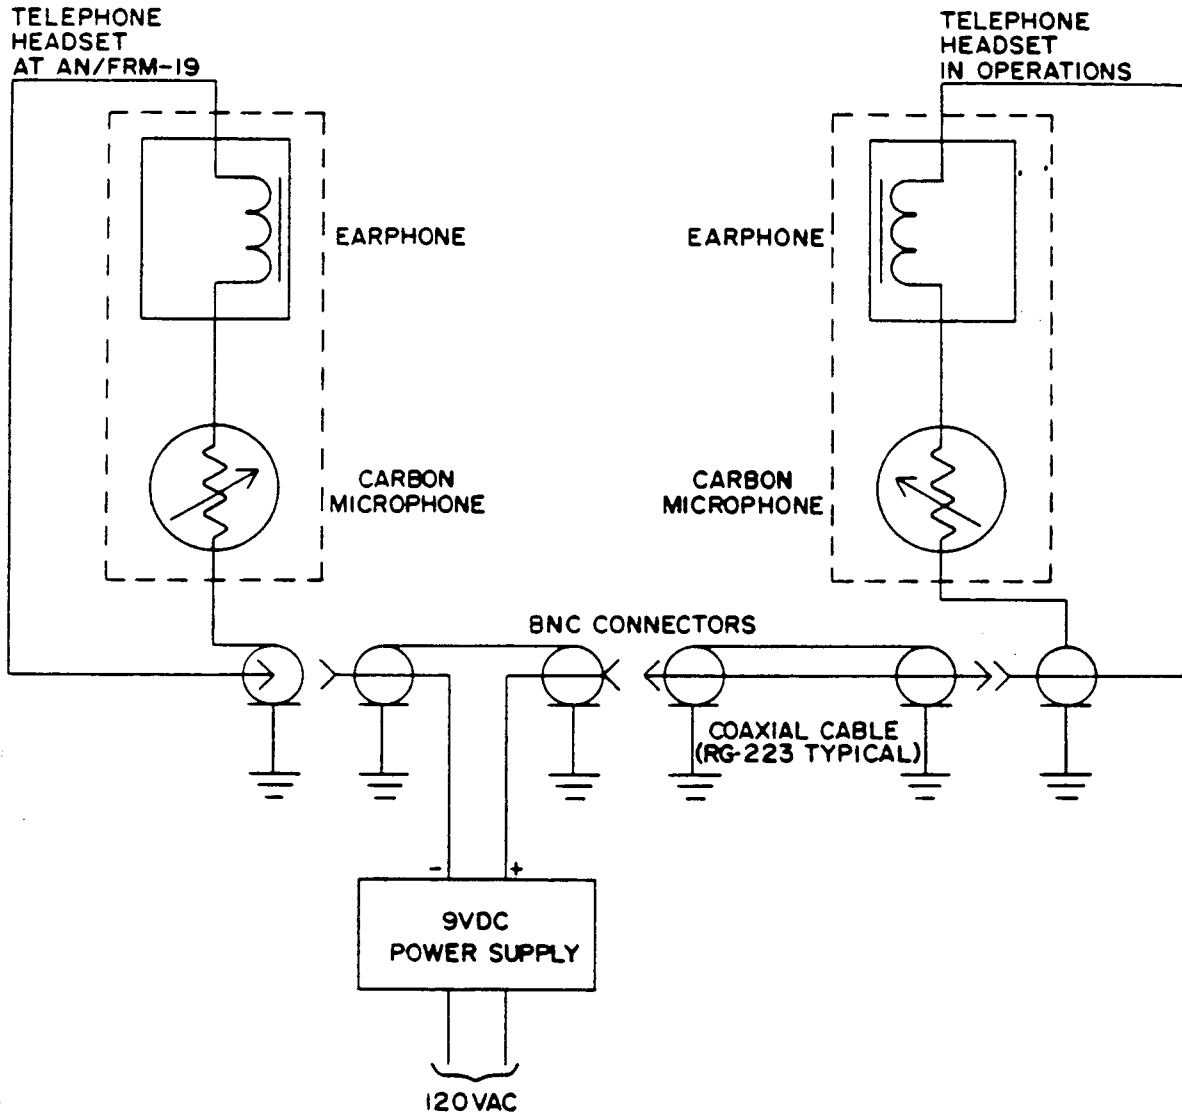 TELEPHONE
HEADSET
AT AN/FRM-19
TELEPHONE
HEADSET
IN OPERATIONS
EARPHONE
EARPHONE
CARBON
MICROPHONE
CARBON
MICROPHONE
BNC CONNECTORS
COAXIAL CABLE
(RG-223 TYPICAL)
- +
9VDC
POWER SUPPLY
120VAC